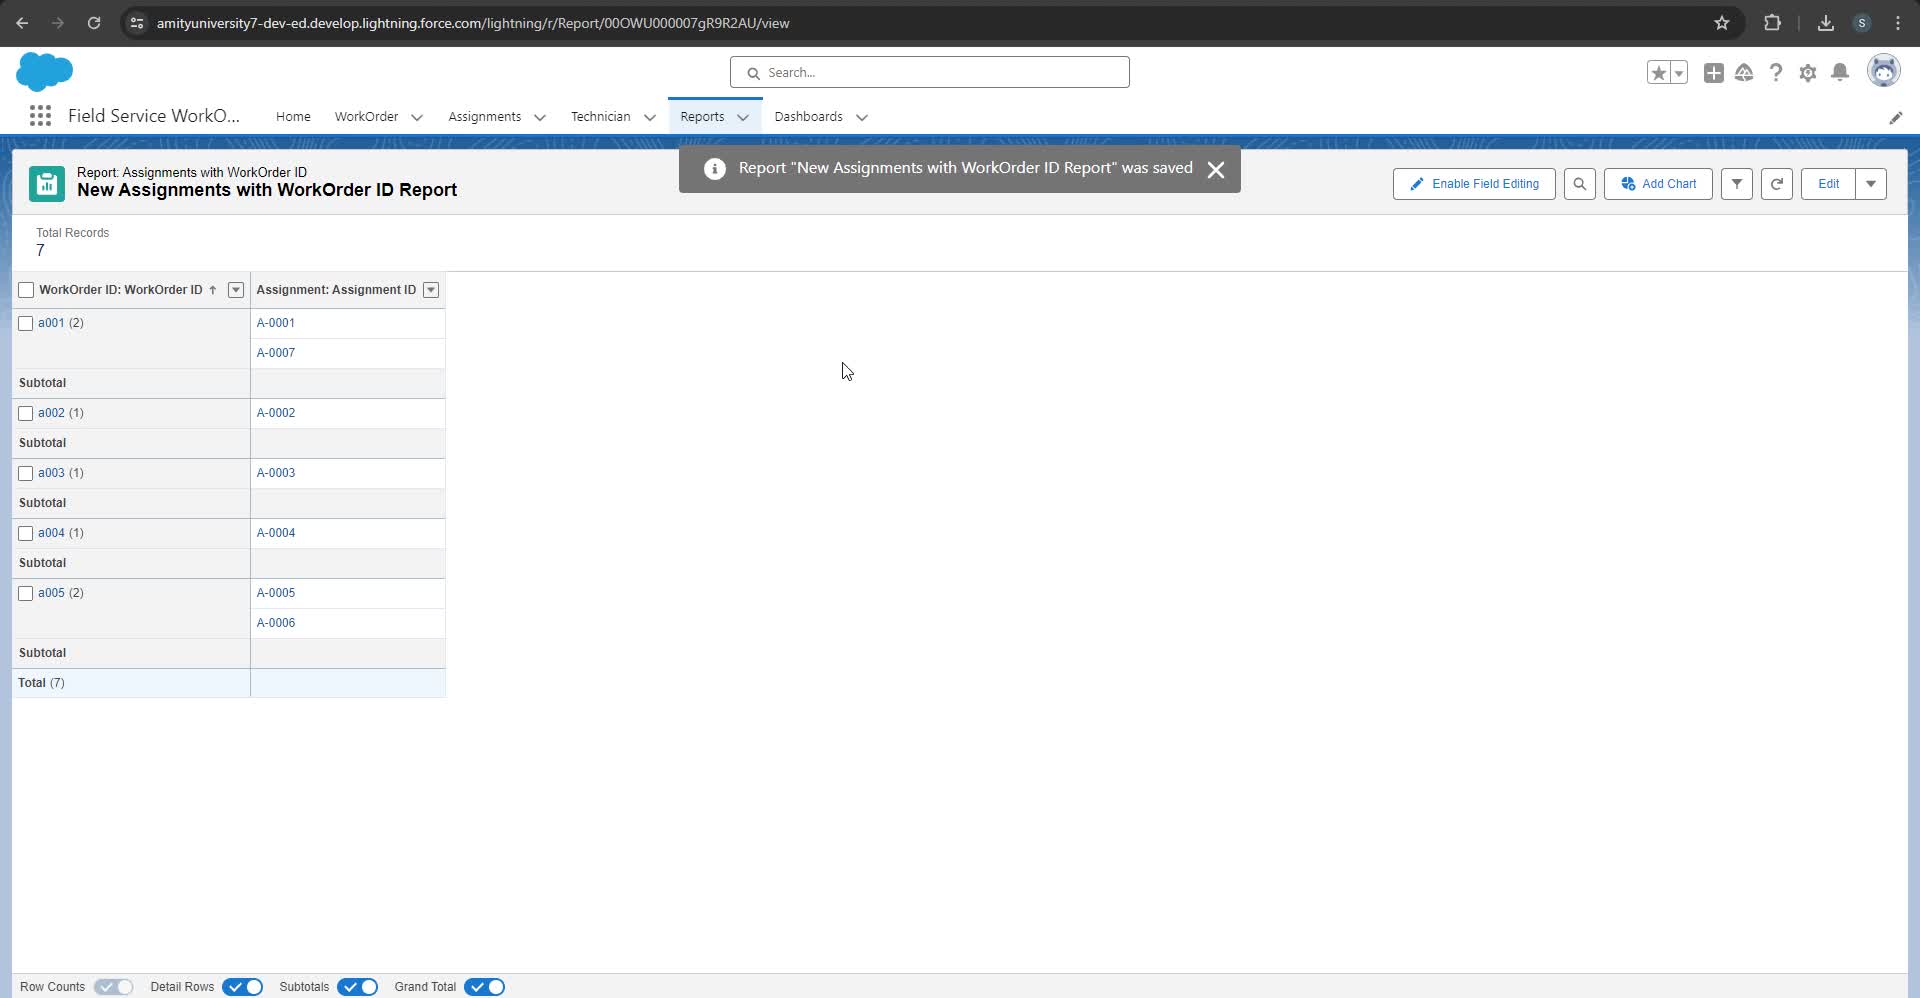 amityuniversity7-dev-ed.develop.lightning.force.com/lightning/r/Report/00OWU000007gR9R2AU/view
S
Search...
Field Service WorkO... Home WorkOrder Assignments Technician Reports Dashboards
Report: Assignments with WorkOrder ID
New Assignments with WorkOrder ID Report
Report "New Assignments with WorkOrder ID Report" was saved
Enable Field Editing Add Chart Edit
Total Records
7
WorkOrder ID: WorkOrder ID ↑ Assignment: Assignment ID
a001 (2) A-0001
A-0007
Subtotal
a002 (1) A-0002
Subtotal
a003 (1) A-0003
Subtotal
a004 (1) A-0004
Subtotal
a005 (2) A-0005
A-0006
Subtotal
Total (7)
Row Counts Detail Rows Subtotals Grand Total